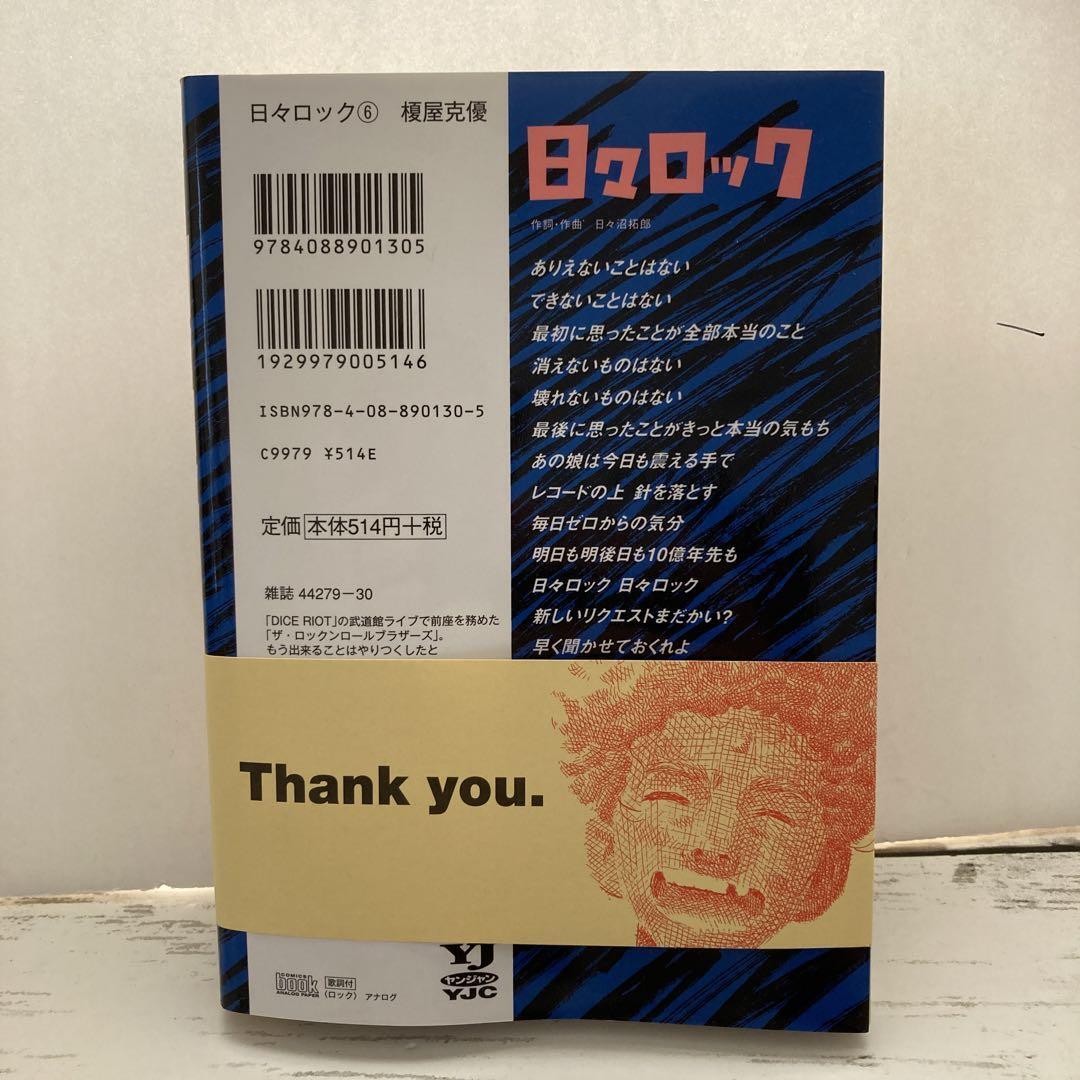 日々ロック⑥ 榎屋克優
9784088901305
1929979005146
ISBN978-4-08-890130-5
C9979 ¥514E
定価 本体514円+税
雑誌 44279-30
「DICE RIOT」の武道館ライブで前座を務めた
「ザ・ロックンロールブラザーズ」。
もう出来ることはやりつくしたと
日々ロック
作詞・作曲 日々沼拓郎
ありえないことはない
できないことはない
最初に思ったことが全部本当のこと
消えないものはない
壊れないものはない
最後に思ったことがきっと本当の気もち
あの娘は今日も震える手で
レコードの上 針を落とす
毎日ゼロからの気分
明日も明後日も10億年先も
日々ロック 日々ロック
新しいリクエストまだかい?
早く聞かせておくれよ
Thank you.
YJ
ヤンジャン
YJC
COMICS
book
ANALOG PAPER
歌詞付
(ロック) アナログ